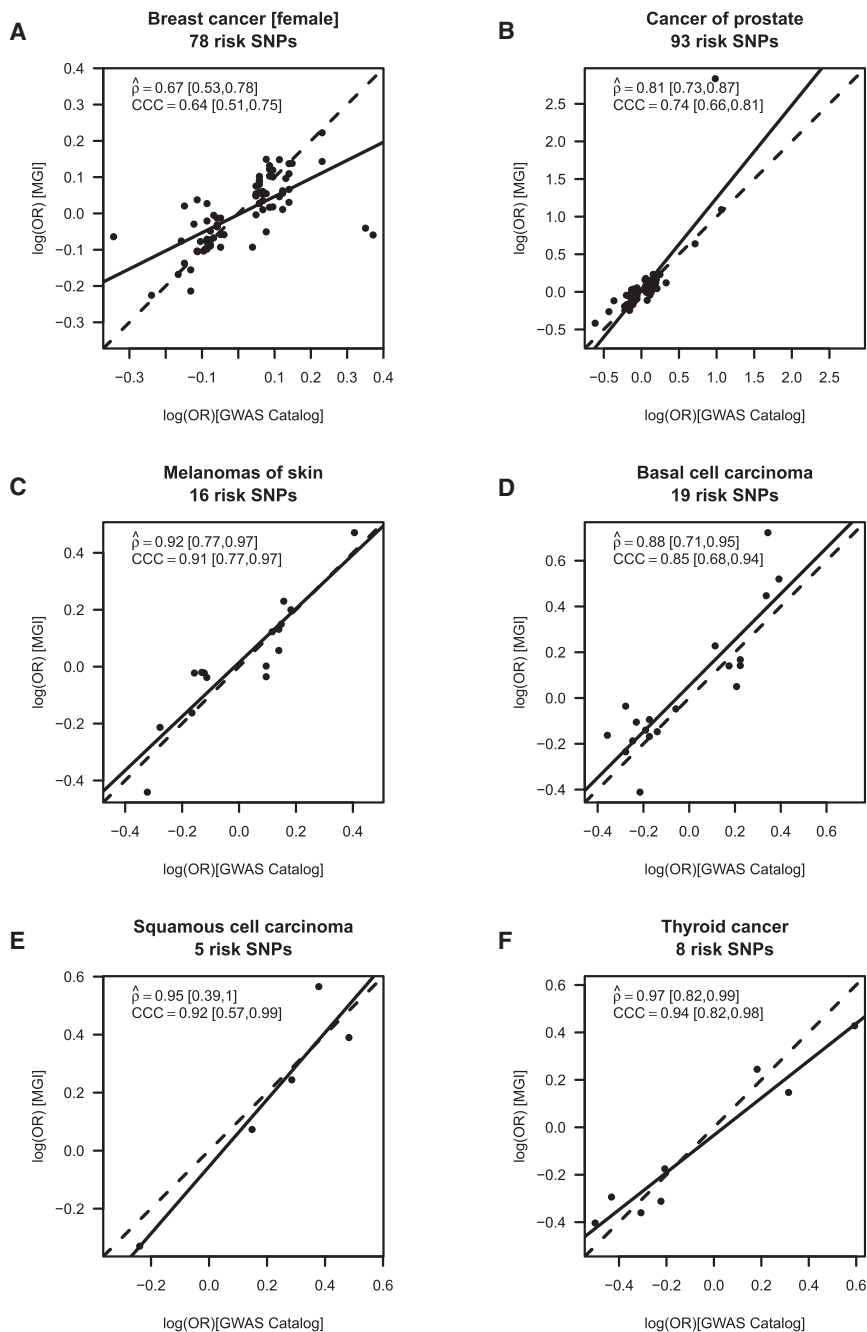 A
Breast cancer [female]
78 risk SNPs
ρ̂ = 0.67 [0.53,0.78]
CCC = 0.64 [0.51,0.75]
log(OR) [MGI]
0.4
0.3
0.2
0.1
0.0
−0.1
−0.2
−0.3
−0.3 −0.1 0.1 0.2 0.3 0.4
log(OR)[GWAS Catalog]
B
Cancer of prostate
93 risk SNPs
ρ̂ = 0.81 [0.73,0.87]
CCC = 0.74 [0.66,0.81]
log(OR) [MGI]
2.5
2.0
1.5
1.0
0.5
0.0
−0.5
−0.5 0.0 0.5 1.0 1.5 2.0 2.5
log(OR)[GWAS Catalog]
C
Melanomas of skin
16 risk SNPs
ρ̂ = 0.92 [0.77,0.97]
CCC = 0.91 [0.77,0.97]
log(OR) [MGI]
0.4
0.2
0.0
−0.2
−0.4
−0.4 −0.2 0.0 0.2 0.4
log(OR)[GWAS Catalog]
D
Basal cell carcinoma
19 risk SNPs
ρ̂ = 0.88 [0.71,0.95]
CCC = 0.85 [0.68,0.94]
log(OR) [MGI]
0.6
0.4
0.2
0.0
−0.2
−0.4
−0.4 −0.2 0.0 0.2 0.4 0.6
log(OR)[GWAS Catalog]
E
Squamous cell carcinoma
5 risk SNPs
ρ̂ = 0.95 [0.39,1]
CCC = 0.92 [0.57,0.99]
log(OR) [MGI]
0.6
0.4
0.2
0.0
−0.2
−0.2 0.0 0.2 0.4 0.6
log(OR)[GWAS Catalog]
F
Thyroid cancer
8 risk SNPs
ρ̂ = 0.97 [0.82,0.99]
CCC = 0.94 [0.82,0.98]
log(OR) [MGI]
0.6
0.4
0.2
0.0
−0.2
−0.4
−0.4 −0.2 0.0 0.2 0.4 0.6
log(OR)[GWAS Catalog]